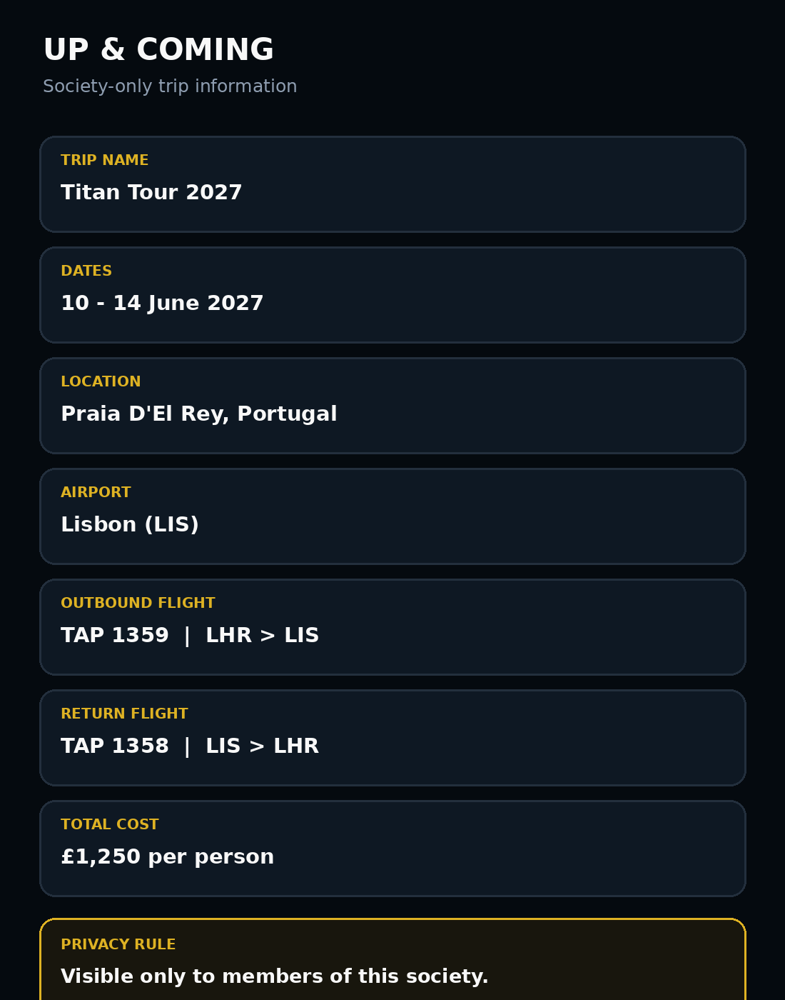 UP & COMING
Society-only trip information
TRIP NAME
Titan Tour 2027
DATES
10 - 14 June 2027
LOCATION
Praia D'El Rey, Portugal
AIRPORT
Lisbon (LIS)
OUTBOUND FLIGHT
TAP 1359  |  LHR > LIS
RETURN FLIGHT
TAP 1358  |  LIS > LHR
TOTAL COST
£1,250 per person
PRIVACY RULE
Visible only to members of this society.